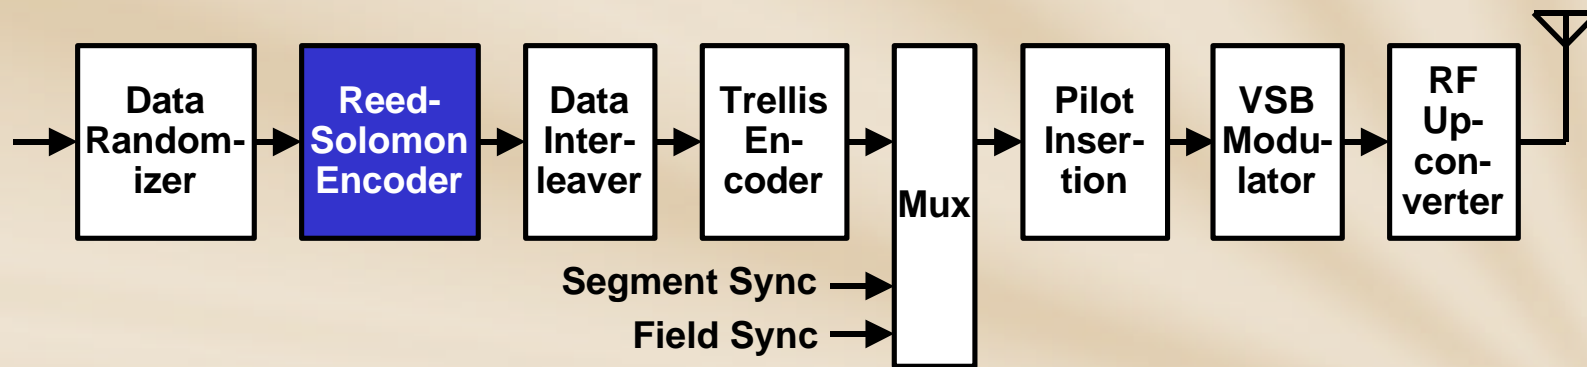 Data
Random-
izer
Reed-
Solomon
Encoder
Data
Inter-
leaver
Trellis
En-
coder
Mux
Segment Sync
Field Sync
Pilot
Inser-
tion
VSB
Modu-
lator
RF
Up-
con-
verter